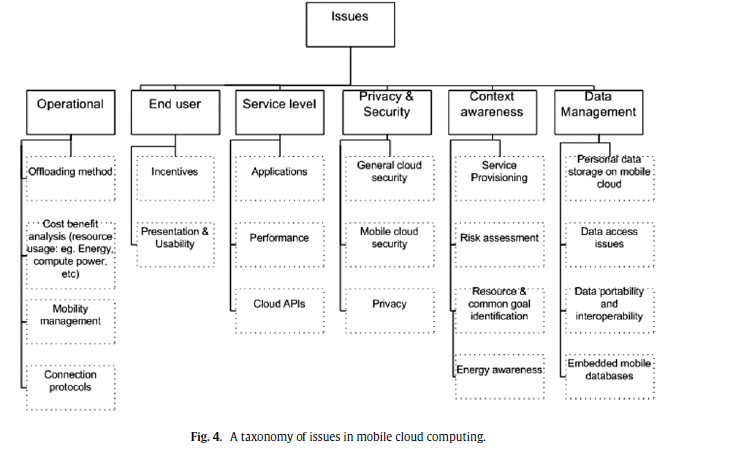 Issues
Operational
End user
Service level
Privacy &
Security
Context
awareness
Data
Management
Offloading method
Cost benefit
analysis (resource
usage: eg. Energy,
compute power,
etc)
Mobility
management
Connection
protocols
Incentives
Presentation &
Usability
Applications
Performance
Cloud APIs
General cloud
security
Mobile cloud
security
Privacy
Service
Provisioning
Risk assessment
Resource &
common goal
identification
Energy awareness
Personal data
storage on mobile
cloud
Data access
issues
Data portability
and
interoperability
Embedded mobile
databases
Fig. 4. A taxonomy of issues in mobile cloud computing.